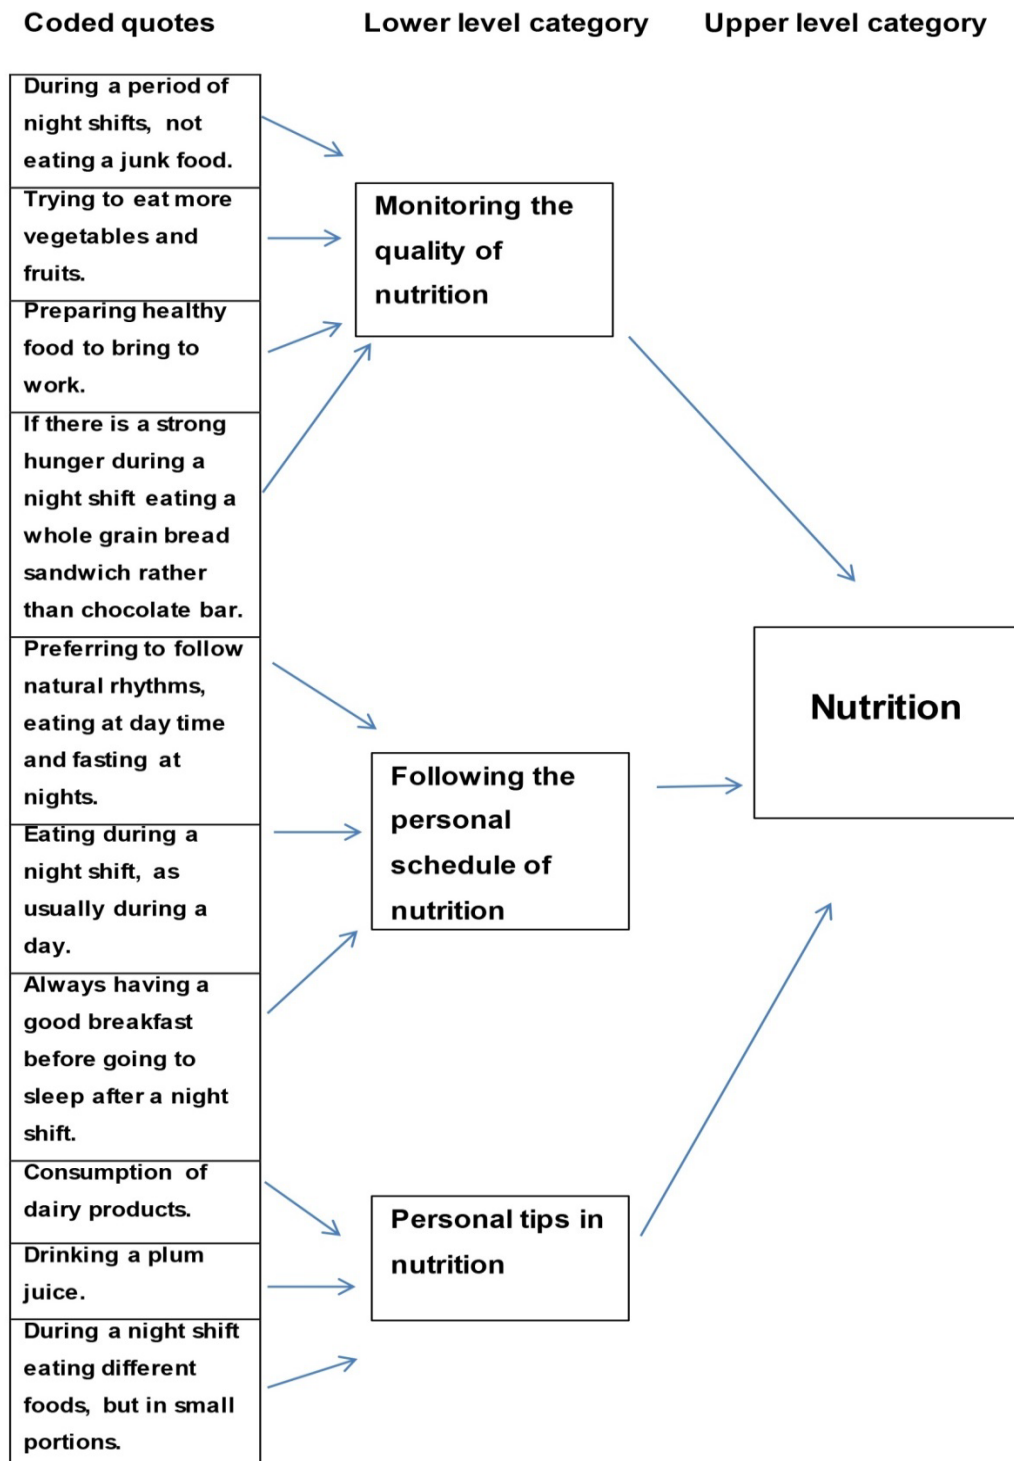 Coded quotes
Lower level category
Upper level category
During a period of
night shifts, not
eating a junk food.
Trying to eat more
vegetables and
fruits.
Preparing healthy
food to bring to
work.
If there is a strong
hunger during a
night shift eating a
whole grain bread
sandwich rather
than chocolate bar.
Preferring to follow
natural rhythms,
eating at day time
and fasting at
nights.
Eating during a
night shift, as
usually during a
day.
Always having a
good breakfast
before going to
sleep after a night
shift.
Consumption of
dairy products.
Drinking a plum
juice.
During a night shift
eating different
foods, but in small
portions.
Monitoring the
quality of
nutrition
Following the
personal
schedule of
nutrition
Personal tips in
nutrition
Nutrition